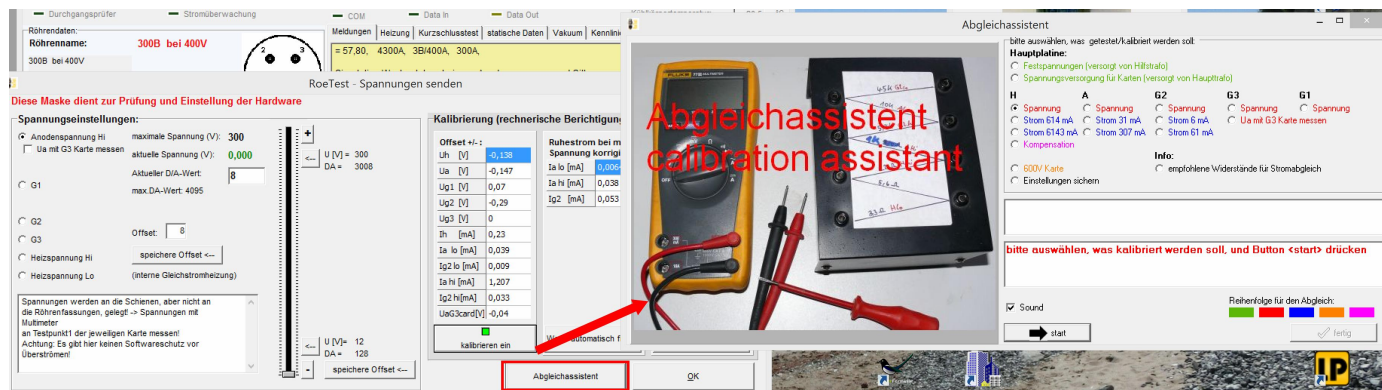 Durchgangsprüfer
Stromüberwachung
COM
Data In
Data Out
Röhrendaten:
Röhrenname:
300B bei 400V
300B bei 400V
2
3
Meldungen
Heizung
Kurzschlusstest
statische Daten
Vakuum
Kennlinie
= 57,80, 4300A, 3B/400A, 300A,
RoeTest - Spannungen senden
Diese Maske dient zur Prüfung und Einstellung der Hardware
Spannungseinstellungen:
Anodenspannung Hi
maximale Spannung (V): 300
Ua mit G3 Karte messen
aktuelle Spannung (V): 0,000
Aktueller D/A-Wert: 8
max.DA-Wert: 4095
G1
G2
G3
Offset: 8
speichere Offset <--
Heizspannung Hi
Heizspannung Lo
(interne Gleichstromheizung)
Spannungen werden an die Schienen, aber nicht an
die Röhrenfassungen, gelegt! -> Spannungen mit
Multimeter
an Testpunkt1 der jeweiligen Karte messen!
Achtung: Es gibt hier keinen Softwareschutz vor
Überströmen!
+
<--
U [V]= 300
DA = 3008
<--
U [V]= 12
DA = 128
-
speichere Offset <--
Kalibrierung (rechnerische Berichtigung
Offset +/- :
Uh [V] -0,138
Ua [V] -0,147
Ug1 [V] 0,07
Ug2 [V] -0,29
Ug3 [V] 0
Ih [mA] 0,23
Ia lo [mA] 0,039
Ig2 lo [mA] 0,009
Ia hi [mA] 1,207
Ig2 hi[mA] 0,033
UaG3card[V] -0,04
Ruhestrom bei m
Spannung korrigi
Ia lo [mA] 0,006
Ia hi [mA] 0,038
Ig2 [mA] 0,053
kalibrieren ein
Abgleichassistent
OK
Abgleichassistent
FLUKE
OFF
Abgleichassistent
calibration assistant
bitte auswählen, was getestet/kalibriert werden soll:
Hauptplatine:
Festspannungen (versorgt von Hilfstrafo)
Spannungsversorgung für Karten (versorgt von Haupttrafo)
H
A
G2
G3
G1
Spannung
Spannung
Spannung
Spannung
Spannung
Strom 614 mA
Strom 31 mA
Strom 6 mA
Ua mit G3 Karte messen
Strom 6143 mA
Strom 307 mA
Strom 61 mA
Kompensation
Info:
600V Karte
empfohlene Widerstände für Stromabgleich
Einstellungen sichern
bitte auswählen, was kalibriert werden soll, und Button <start> drücken
Sound
Reihenfolge für den Abgleich:
start
fertig
IP